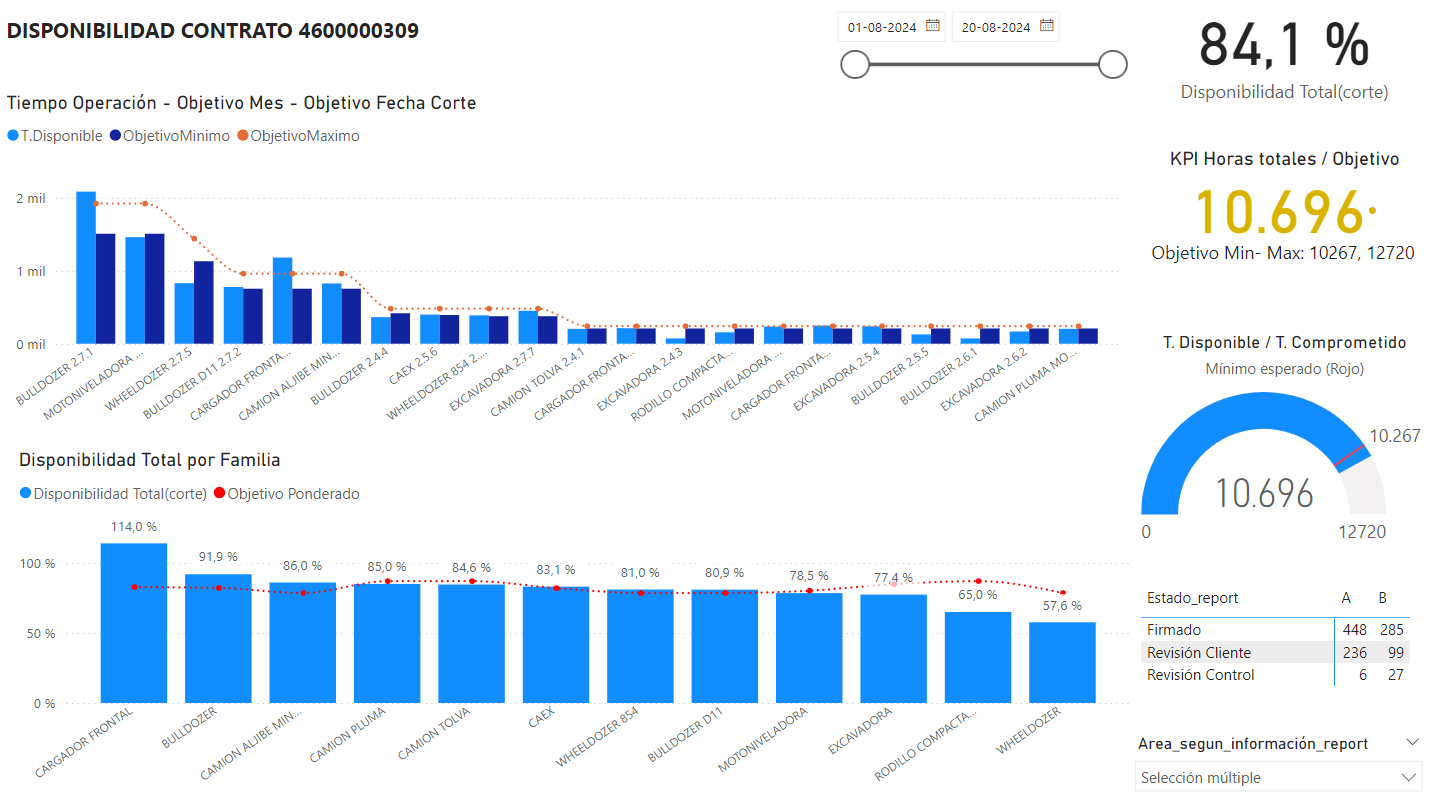 DISPONIBILIDAD CONTRATO 4600000309
01-08-2024 20-08-2024
84,1 %
Disponibilidad Total(corte)
Tiempo Operación - Objetivo Mes - Objetivo Fecha Corte
T.Disponible ObjetivoMinimo ObjetivoMaximo
2 mil
1 mil
0 mil
BULLDOZER 2.7.1
MOTONIVELADORA ...
WHEELDOZER 2.7.5
BULLDOZER D11 2.7.2
CARGADOR FRONTA...
CAMION ALJIBE MIN...
BULLDOZER 2.4.4
CAEX 2.5.6
WHEELDOZER 854 2....
EXCAVADORA 2.7.7
CAMION TOLVA 2.4.1
CARGADOR FRONTA...
EXCAVADORA 2.4.3
RODILLO COMPACTA...
MOTONIVELADORA ...
CARGADOR FRONTA...
EXCAVADORA 2.5.4
BULLDOZER 2.5.5
BULLDOZER 2.6.1
EXCAVADORA 2.6.2
CAMION PLUMA MO...
KPI Horas totales / Objetivo
10.696
Objetivo Min- Max: 10267, 12720
T. Disponible / T. Comprometido
Mínimo esperado (Rojo)
10.267
10.696
0
12720
Disponibilidad Total por Familia
Disponibilidad Total(corte) Objetivo Ponderado
100 %
50 %
0 %
114,0 %
91,9 %
86,0 %
85,0 %
84,6 %
83,1 %
81,0 %
80,9 %
78,5 %
77,4 %
65,0 %
57,6 %
CARGADOR FRONTAL
BULLDOZER
CAMION ALJIBE MIN...
CAMION PLUMA
CAMION TOLVA
CAEX
WHEELDOZER 854
BULLDOZER D11
MOTONIVELADORA
EXCAVADORA
RODILLO COMPACTA...
WHEELDOZER
Estado_report A B
Firmado 448 285
Revisión Cliente 236 99
Revisión Control 6 27
Area_segun_información_report
Selección múltiple